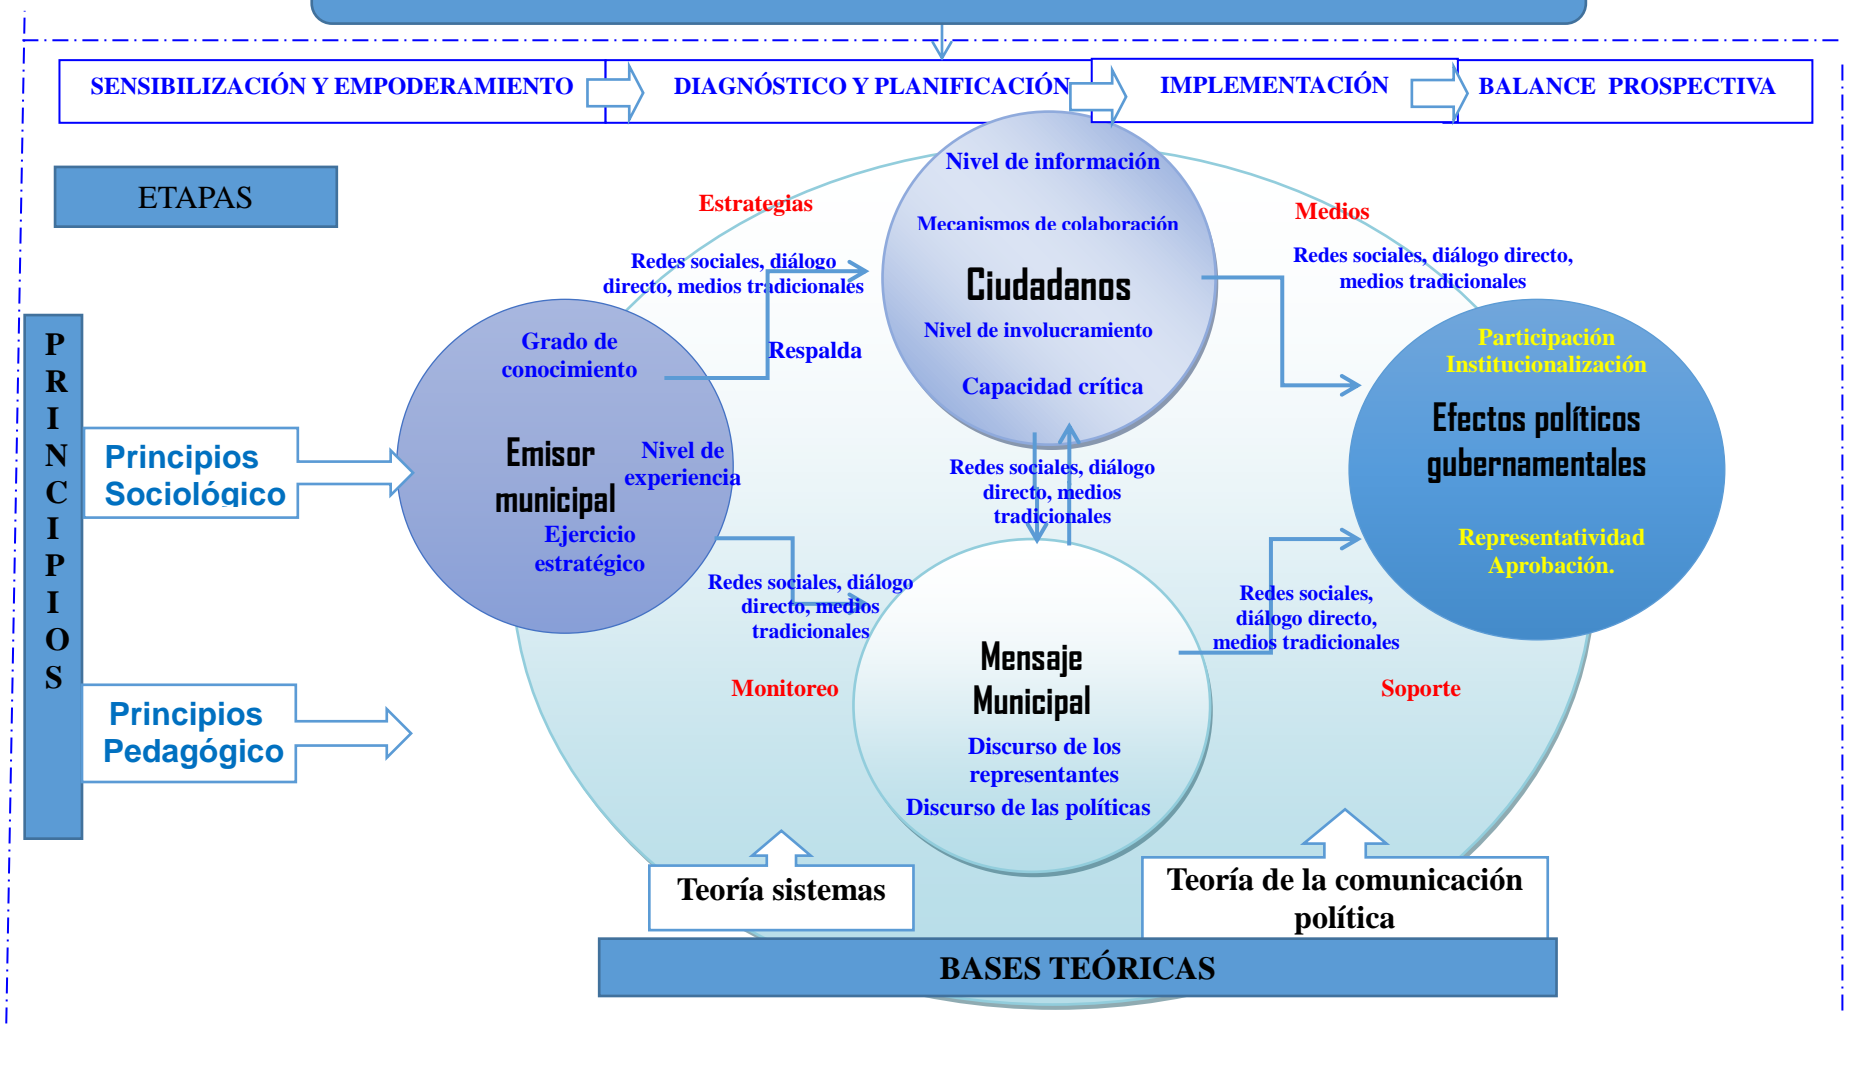 SENSIBILIZACIÓN Y EMPODERAMIENTO
DIAGNÓSTICO Y PLANIFICACIÓN
IMPLEMENTACIÓN
BALANCE PROSPECTIVA
ETAPAS
PRINCIPIOS
Principios
Sociológico
Principios
Pedagógico
Estrategias
Redes sociales, diálogo
directo, medios tradicionales
Respalda
Grado de
conocimiento
Emisor
municipal
Nivel de
experiencia
Ejercicio
estratégico
Nivel de información
Mecanismos de colaboración
Ciudadanos
Nivel de involucramiento
Capacidad crítica
Medios
Redes sociales, diálogo directo,
medios tradicionales
Participación
Institucionalización
Efectos políticos
gubernamentales
Representatividad
Aprobación.
Redes sociales, diálogo
directo, medios
tradicionales
Redes sociales, diálogo
directo, medios
tradicionales
Redes sociales,
diálogo directo,
medios tradicionales
Monitoreo
Soporte
Mensaje
Municipal
Discurso de los
representantes
Discurso de las políticas
Teoría sistemas
Teoría de la comunicación
política
BASES TEÓRICAS